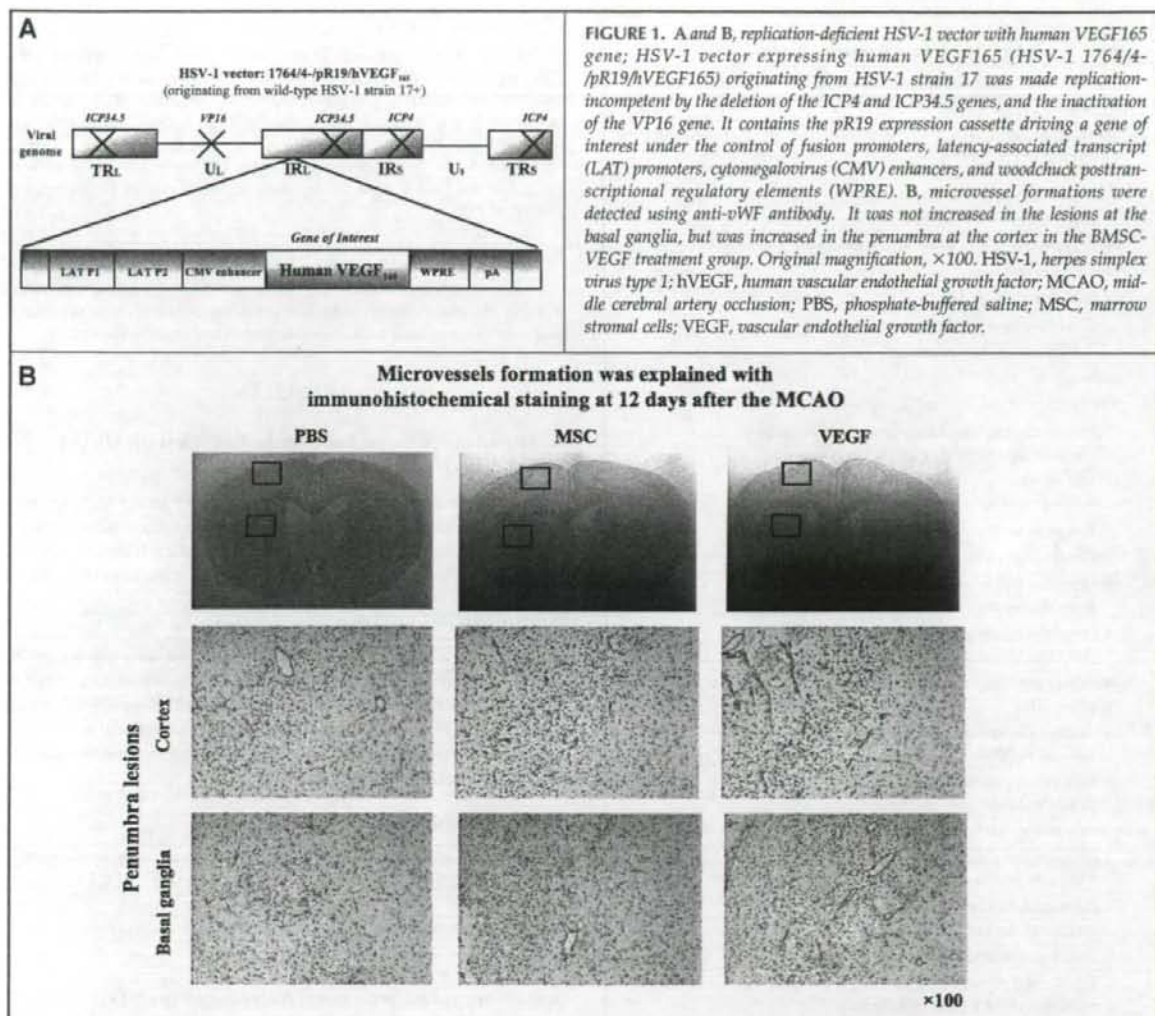 A
HSV-1 vector: 1764/4-/pR19/hVEGF165
(originating from wild-type HSV-1 strain 17+)
ICP34.5 VP16 ICP34.5 ICP4 ICP4
Viral
genome
TRL UL IRL IRS Us TRS
Gene of Interest
LAT P1 LAT P2 CMV enhancer Human VEGF165 WPRE pA
FIGURE 1. A and B, replication-deficient HSV-1 vector with human VEGF165
gene; HSV-1 vector expressing human VEGF165 (HSV-1 1764/4-
/pR19/hVEGF165) originating from HSV-1 strain 17 was made replication-
incompetent by the deletion of the ICP4 and ICP34.5 genes, and the inactivation
of the VP16 gene. It contains the pR19 expression cassette driving a gene of
interest under the control of fusion promoters, latency-associated transcript
(LAT) promoters, cytomegalovirus (CMV) enhancers, and woodchuck posttran-
scriptional regulatory elements (WPRE). B, microvessel formations were
detected using anti-vWF antibody. It was not increased in the lesions at the
basal ganglia, but was increased in the penumbra at the cortex in the BMSC-
VEGF treatment group. Original magnification, ×100. HSV-1, herpes simplex
virus type 1; hVEGF, human vascular endothelial growth factor; MCAO, mid-
dle cerebral artery occlusion; PBS, phosphate-buffered saline; MSC, marrow
stromal cells; VEGF, vascular endothelial growth factor.
B
Microvessels formation was explained with
immunohistochemical staining at 12 days after the MCAO
PBS MSC VEGF
Penumbra lesions
Cortex
Basal ganglia
×100